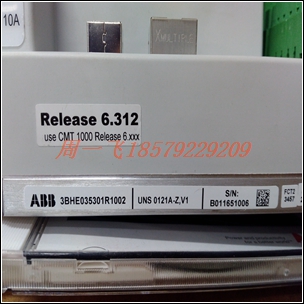 10A
Release 6.312
use CMT 1000 Release 6.xxx
周一飞18579229209
ABB 3BHE035301R1002 UNS 0121A-Z,V1 S/N: B011651006 FCT2 3457